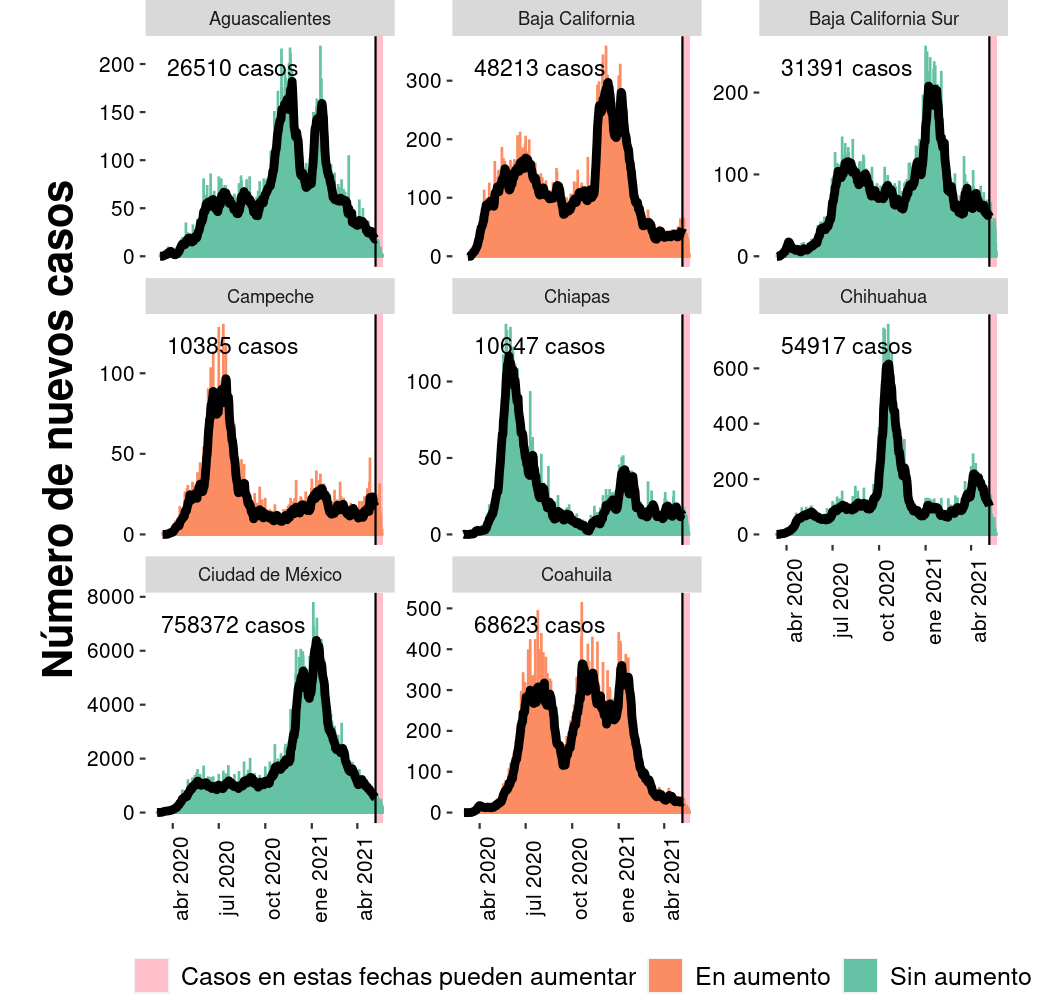 Número de nuevos casos
Aguascalientes
26510 casos
200
150
100
50
0
Baja California
48213 casos
300
200
100
0
Baja California Sur
31391 casos
200
100
0
Campeche
10385 casos
100
50
0
Chiapas
10647 casos
100
50
0
Chihuahua
54917 casos
600
400
200
0
abr 2020
jul 2020
oct 2020
ene 2021
abr 2021
Ciudad de México
758372 casos
8000
6000
4000
2000
0
abr 2020
jul 2020
oct 2020
ene 2021
abr 2021
Coahuila
68623 casos
500
400
300
200
100
0
abr 2020
jul 2020
oct 2020
ene 2021
abr 2021
Casos en estas fechas pueden aumentar
En aumento
Sin aumento